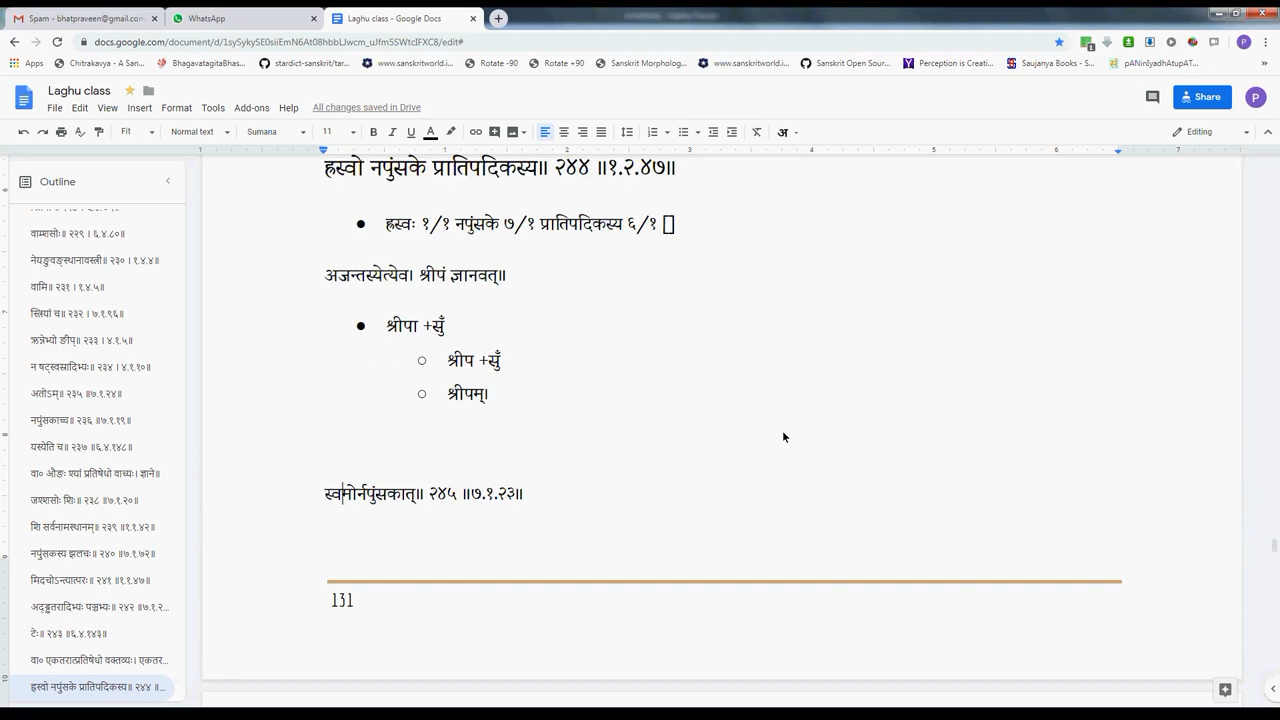 Spam - bhatpraveen@gmail.com
WhatsApp
Laghu class - Google Docs
docs.google.com/document/d/1sySykySE0siiEmN6At08hbbLJwcm_uJfm5SWtcIFXC8/edit#
Apps Chitrakavya - A San... BhagavatagitaBhas... stardict-sanskrit/tar... www.sanskritworld.i... Rotate -90 Rotate +90 Sanskrit Morpholog... www.sanskritworld.i... Sanskrit Open Sour... Perception is Creati... Saujanya Books - S... pANinIyadhAtupAT...
Laghu class
File Edit View Insert Format Tools Add-ons Help All changes saved in Drive
Share
P
Fit Normal text Sumana 11 Editing
Outline
वाम्शसोः॥ २२९ । ६.४.८०॥
नेयङुवङ्स्थानावस्त्री॥ २३० । १.४.४॥
वामि॥ २३१ । १.४.५॥
स्त्रियां च॥ २३२ । ७.१.९६॥
ऋन्नेभ्यो ङीप्॥ २३३ । ४.१.५॥
न षट्स्वस्रादिभ्यः॥ २३४ । ४.१.१०॥
अतोऽम्॥ २३५ ॥७.१.२४॥
नपुंसकाच्च॥ २३६ ॥७.१.१९॥
यस्येति च॥ २३७ ॥६.४.१४८॥
वा० औङः श्यां प्रतिषेधो वाच्यः। ज्ञाने॥
जश्शसोः शिः॥ २३८ ॥७.१.२०॥
शि सर्वनामस्थानम्॥ २३९ ॥१.१.४२॥
नपुंसकस्य झलचः॥ २४० ॥७.१.७२॥
मिदचोऽन्त्यात्परः॥ २४१ ॥१.१.४७॥
अद्ड्डतरादिभ्यः पञ्चभ्यः॥ २४२ ॥७.१.२...
टेः॥ २४३ ॥६.४.१४३॥
वा० एकतरात्प्रतिषेधो वक्तव्यः। एकतर...
ह्रस्वो नपुंसके प्रातिपदिकस्य॥ २४४ ॥...
ह्रस्वो नपुंसके प्रातिपदिकस्य॥ २४४ ॥१.२.४७॥
● ह्रस्वः १/१ नपुंसके ७/१ प्रातिपदिकस्य ६/१ []
अजन्तस्येत्येव। श्रीपं ज्ञानवत्॥
● श्रीपा +सुँ
○ श्रीप +सुँ
○ श्रीपम्।
स्वमोर्नपुंसकात्॥ २४५ ॥७.१.२३॥
131